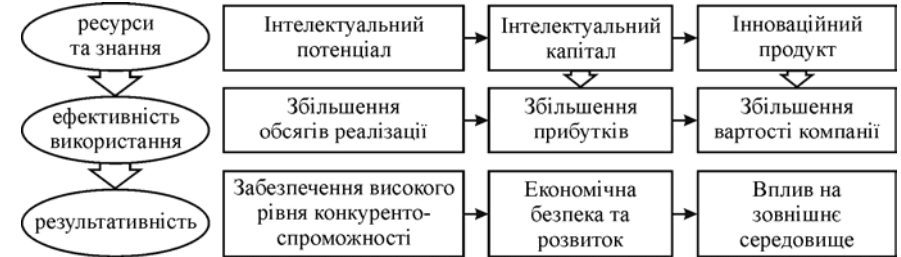 ресурси
та знання
Інтелектуальний
потенціал
Інтелектуальний
капітал
Інноваційний
продукт
ефективність
використання
Збільшення
обсягів реалізації
Збільшення
прибутків
Збільшення
вартості компанії
результативність
Забезпечення високого
рівня конкуренто-
спроможності
Економічна
безпека та
розвиток
Вплив на
зовнішнє
середовище